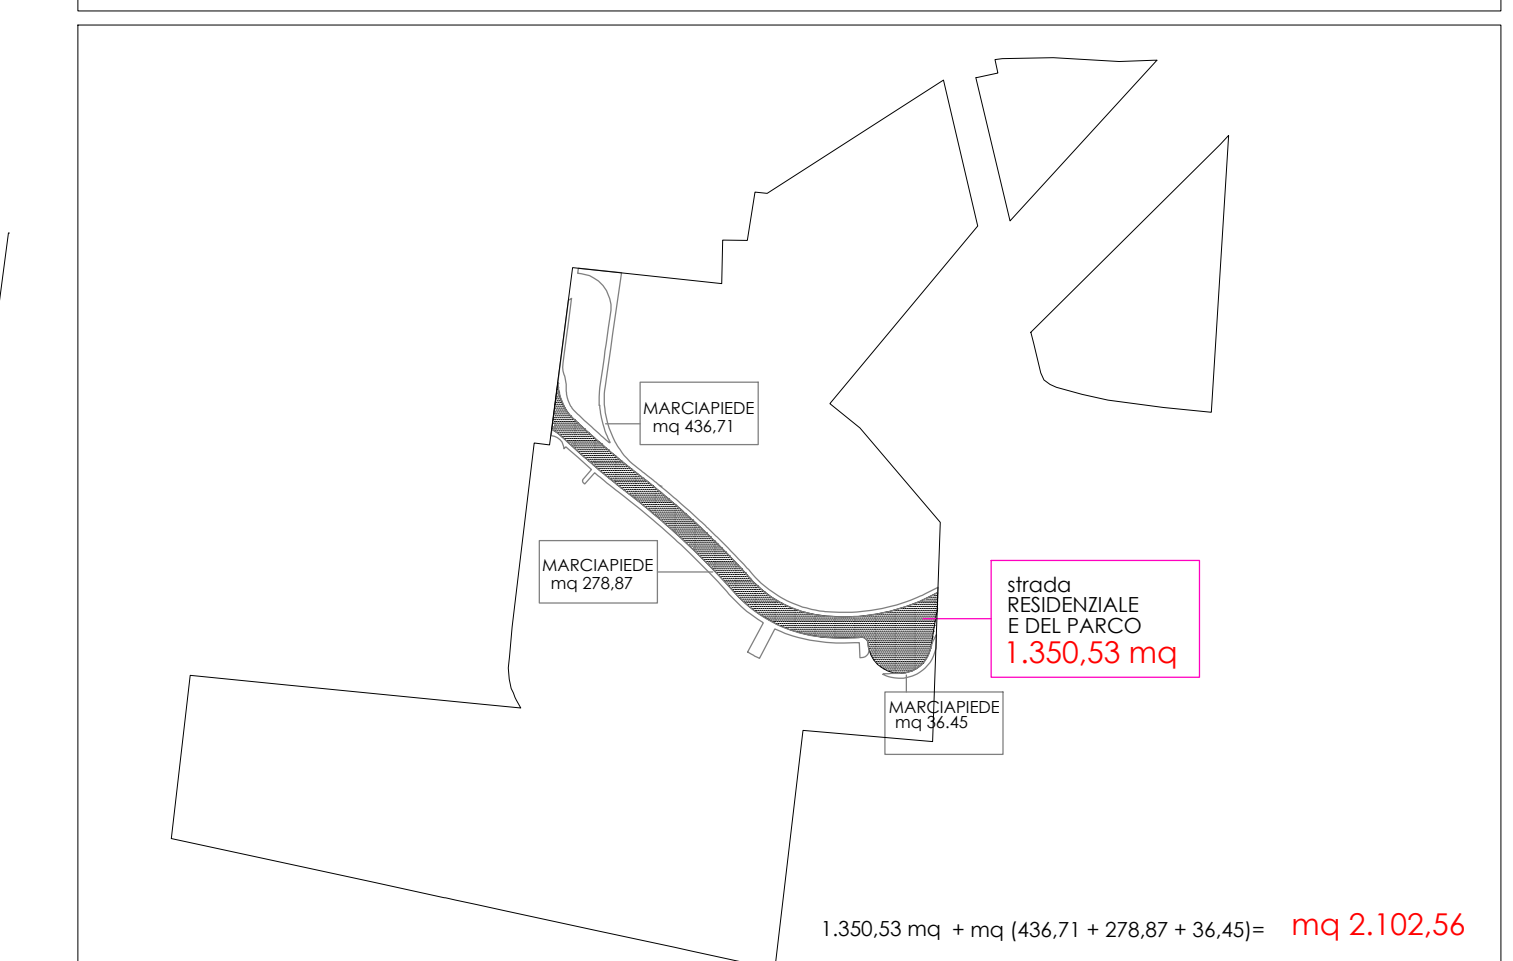 MARCIAPIEDE
mq 436,71
MARCIAPIEDE
mq 278,87
strada
RESIDENZIALE
E DEL PARCO
1.350,53 mq
MARCIAPIEDE
mq 36.45
1.350,53 mq + mq (436,71 + 278,87 + 36,45)= mq 2.102,56